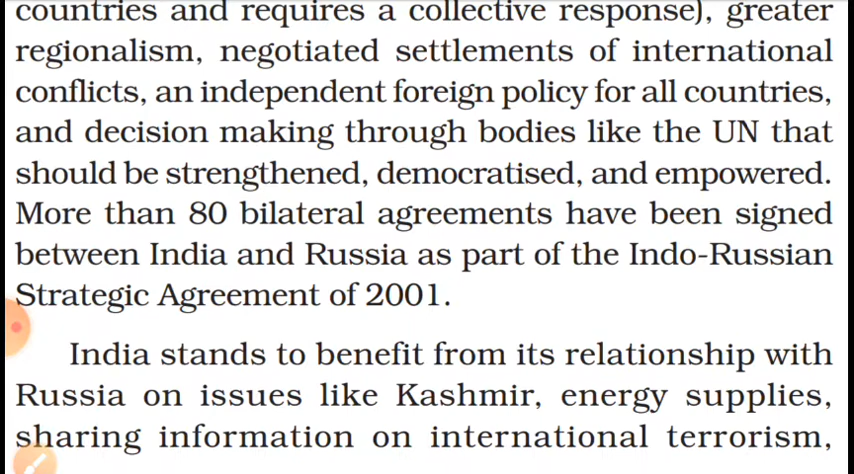 countries and requires a collective response), greater
regionalism, negotiated settlements of international
conflicts, an independent foreign policy for all countries,
and decision making through bodies like the UN that
should be strengthened, democratised, and empowered.
More than 80 bilateral agreements have been signed
between India and Russia as part of the Indo-Russian
Strategic Agreement of 2001.
India stands to benefit from its relationship with
Russia on issues like Kashmir, energy supplies,
sharing information on international terrorism,